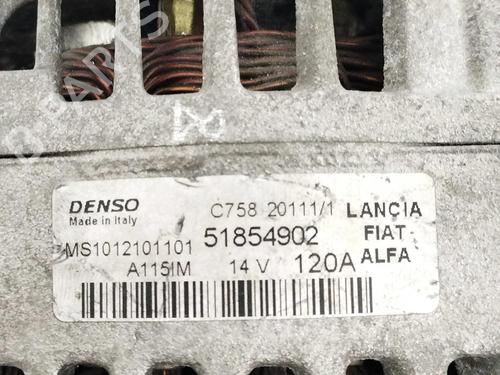 DENSO
Made in Italy
C758 20111/1
LANCIA
MS1012101101
51854902
FIAT
A115IM
14 V
120A
ALFA